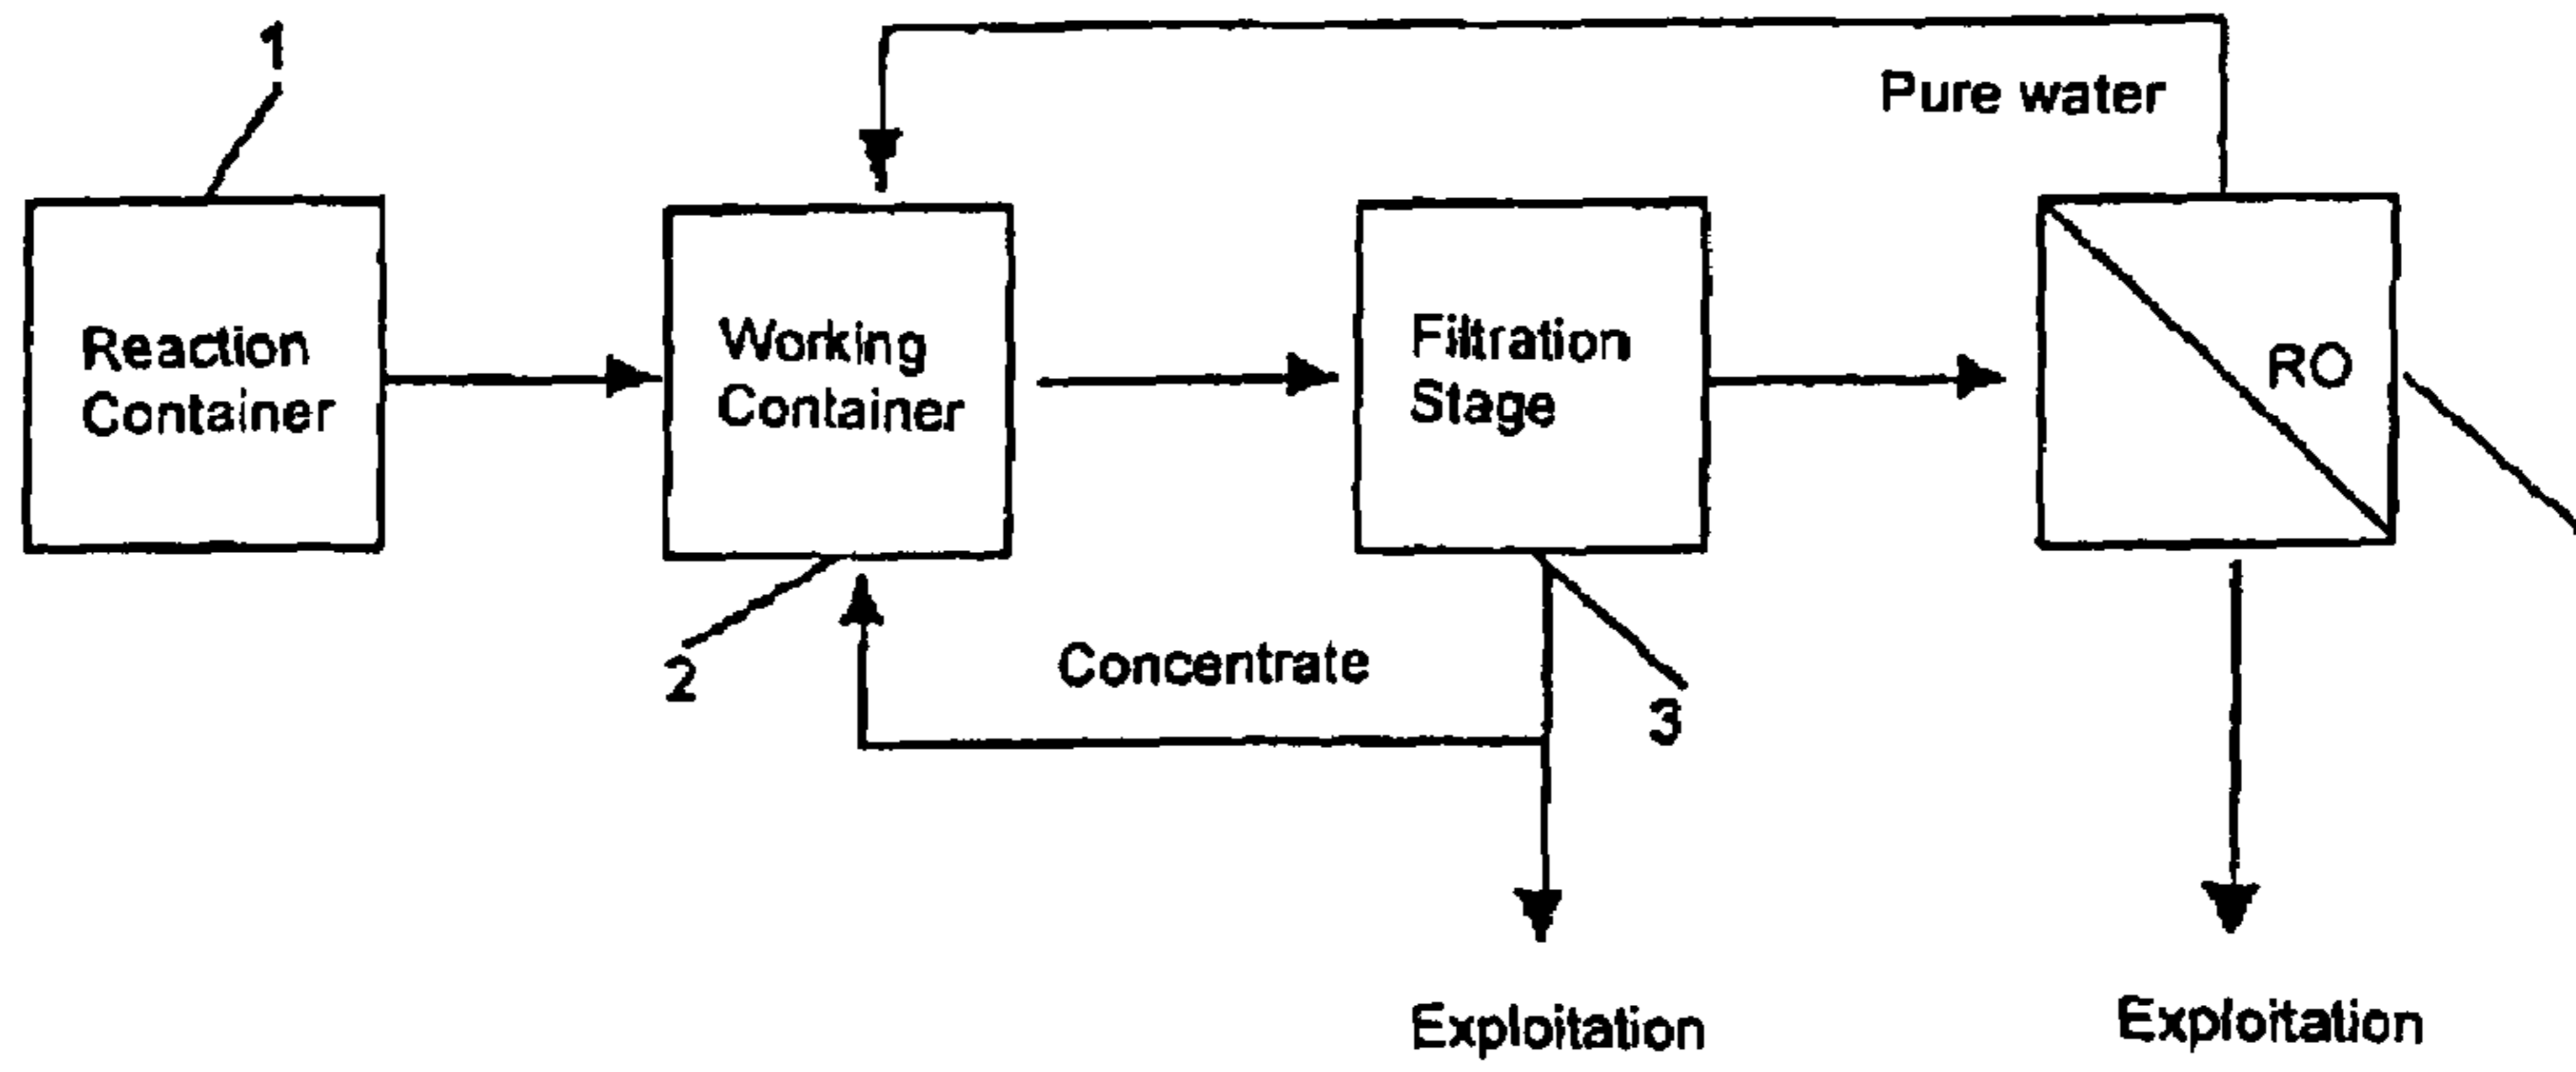 1
Pure water
Reaction
Container
Working
Container
Filtration
Stage
RO
2
Concentrate
3
Exploitation
Exploitation